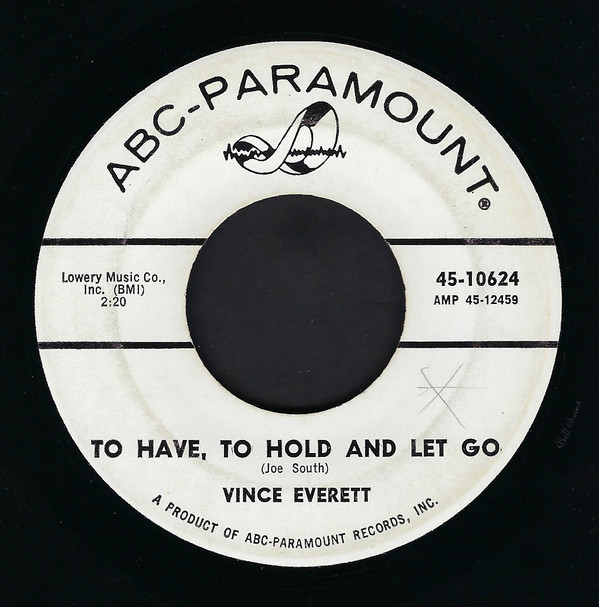 ABC-PARAMOUNT®
Lowery Music Co.,
Inc. (BMI)
2:20
45-10624
AMP 45-12459
TO HAVE, TO HOLD AND LET GO
(Joe South)
VINCE EVERETT
A PRODUCT OF ABC-PARAMOUNT RECORDS, INC.